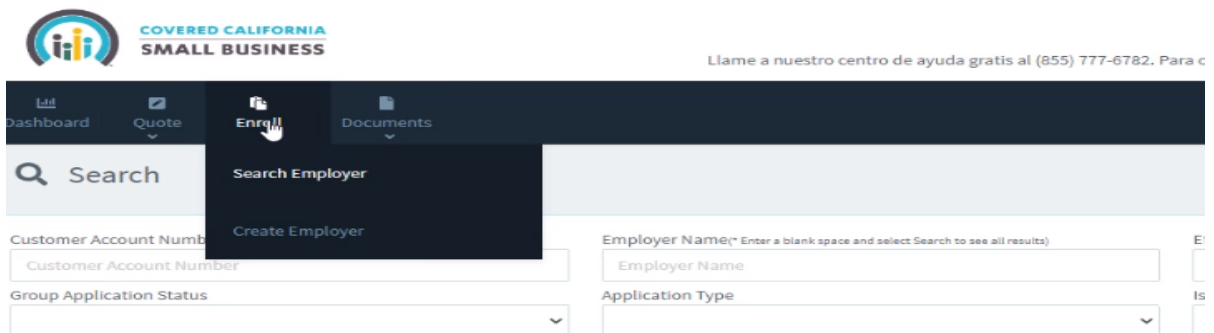 COVERED CALIFORNIA
SMALL BUSINESS
Llame a nuestro centro de ayuda gratis al (855) 777-6782. Para
Dashboard Quote Enroll Documents
Search
Search Employer
Create Employer
Customer Account Numb Employer Name(* Enter a blank space and select Search to see all results)
Customer Account Number Employer Name
Group Application Status Application Type